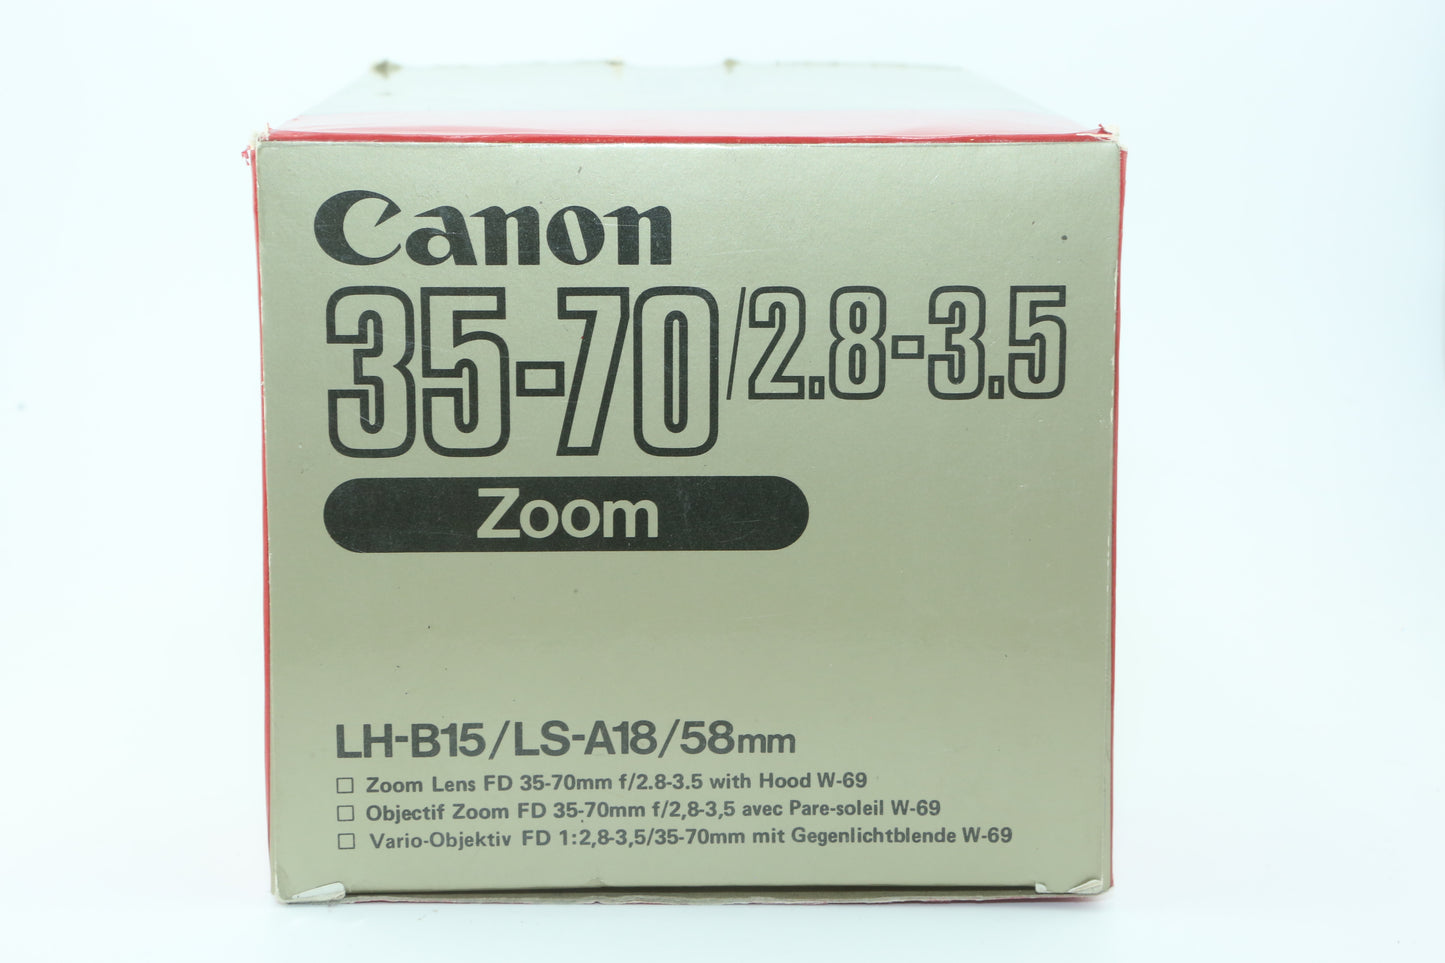 Canon
35-70/2.8-3.5
Zoom
LH-B15/LS-A18/58mm
□ Zoom Lens FD 35-70mm f/2.8-3.5 with Hood W-69
□ Objectif Zoom FD 35-70mm f/2,8-3,5 avec Pare-soleil W-69
□ Vario-Objektiv FD 1:2,8-3,5/35-70mm mit Gegenlichtblende W-69